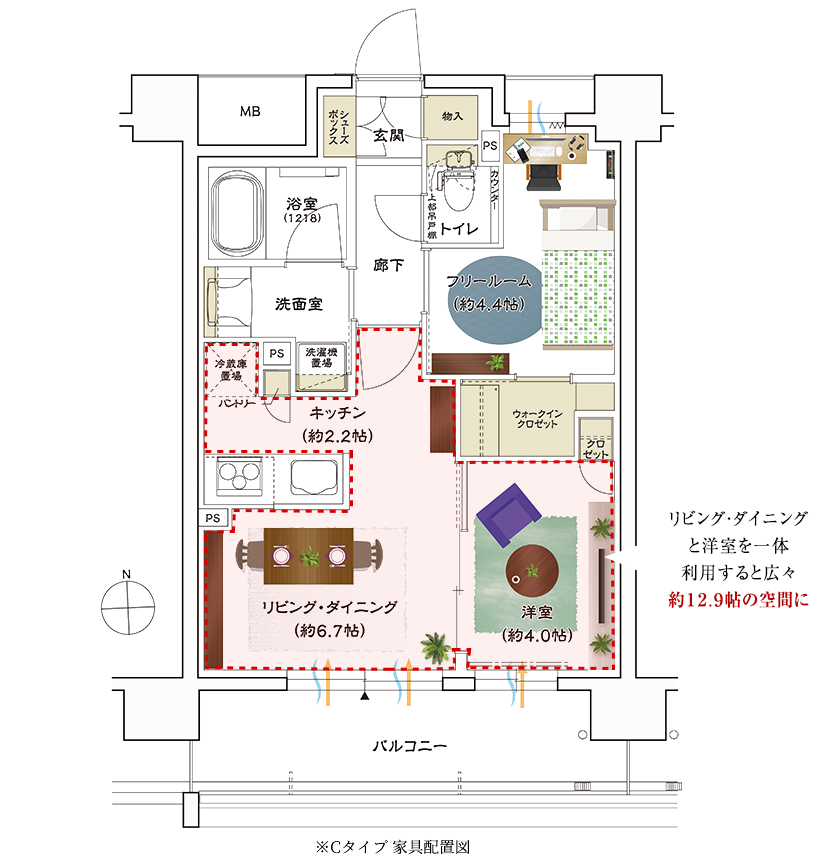 MB
シューズ
ボックス
玄関
物入
PS
浴室
(1218)
上部吊戸棚
カウンター
トイレ
廊下
フリールーム
(約4.4帖)
洗面室
冷蔵庫
置場
PS
洗濯機
置場
パントリー
キッチン
(約2.2帖)
ウォークイン
クロゼット
クロ
ゼット
PS
リビング・ダイニング
と洋室を一体
利用すると広々
約12.9帖の空間に
N
リビング・ダイニング
(約6.7帖)
洋室
(約4.0帖)
バルコニー
※Cタイプ 家具配置図